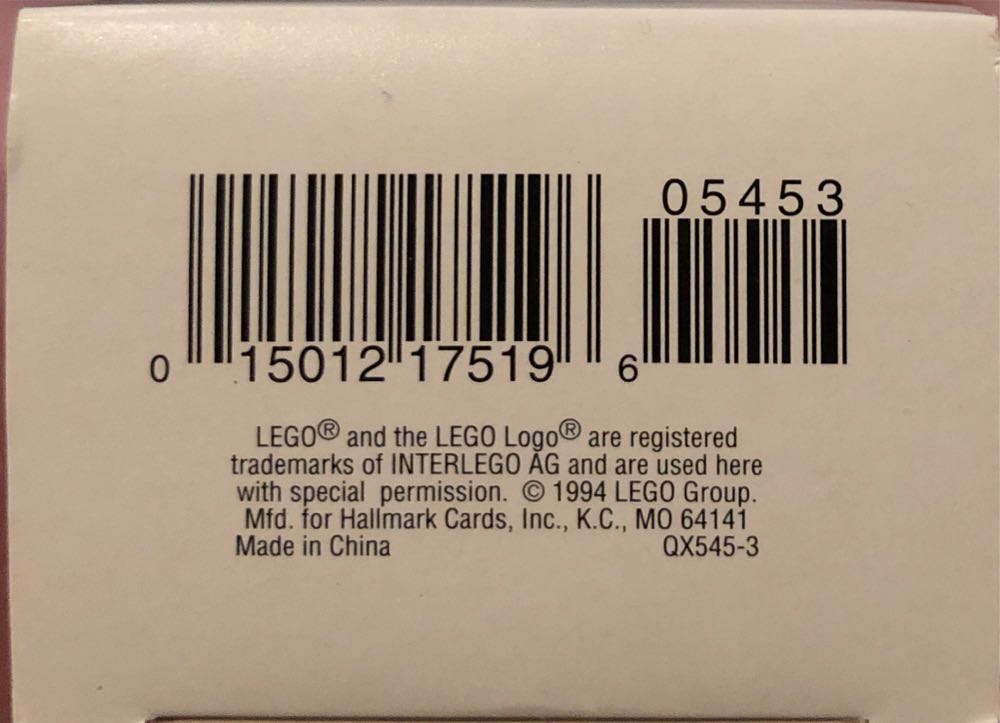 05453
0 15012 17519 6
LEGO® and the LEGO Logo® are registered
trademarks of INTERLEGO AG and are used here
with special permission. © 1994 LEGO Group.
Mfd. for Hallmark Cards, Inc., K.C., MO 64141
Made in China QX545-3